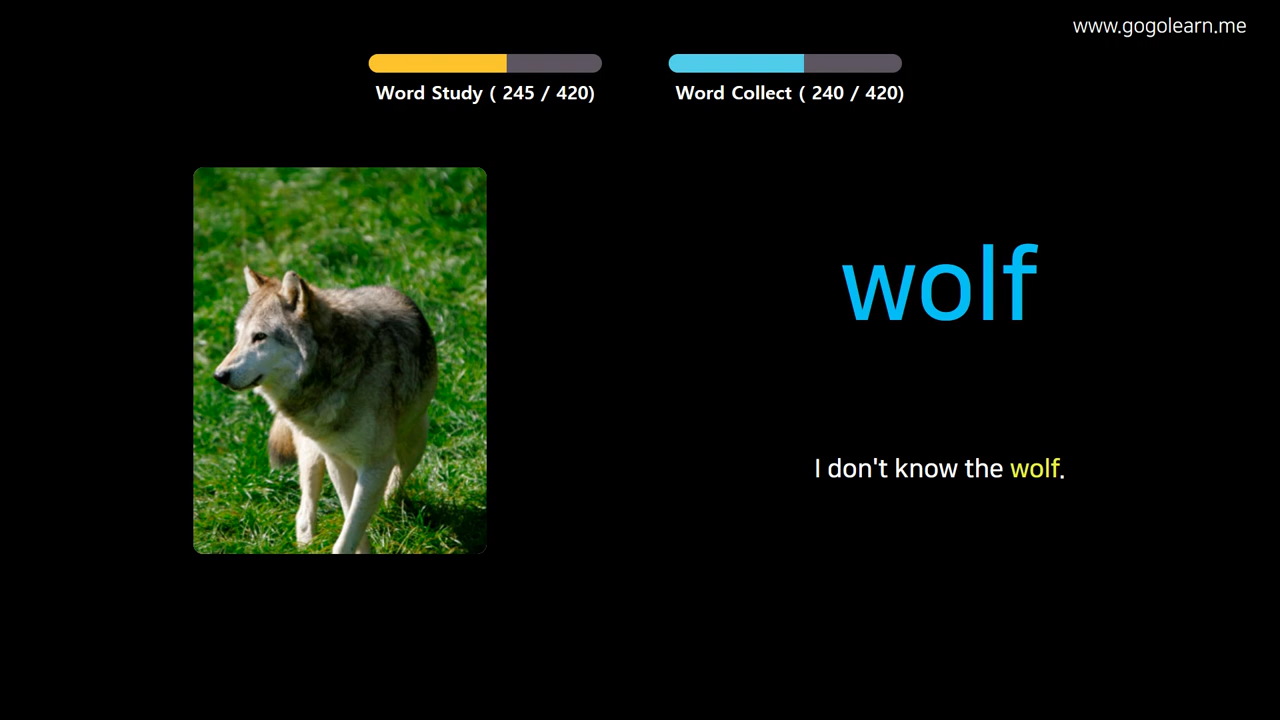 www.gogolearn.me
Word Study ( 245 / 420)
Word Collect ( 240 / 420)
wolf
I don't know the wolf.